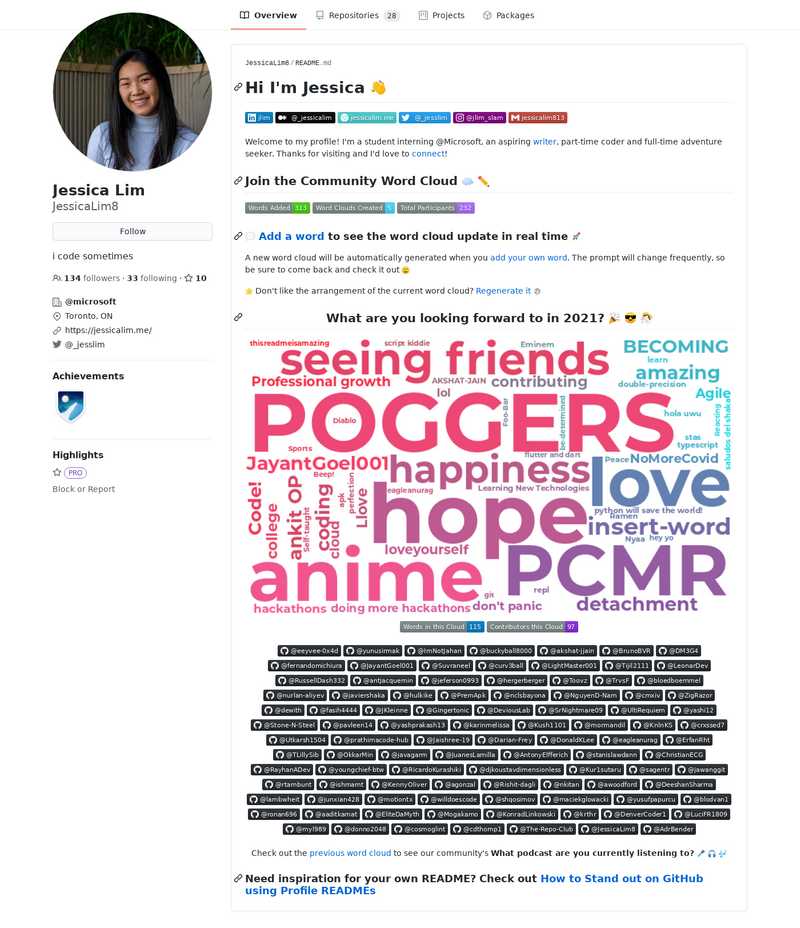 Overview
Repositories 28
Projects
Packages
Jessica Lim
JessicaLim8
Follow
i code sometimes
134 followers · 33 following · 10
@microsoft
Toronto, ON
https://jessicalim.me/
@_jesslim
Achievements
Highlights
PRO
Block or Report
JessicaLim8/README.md
Hi I'm Jessica 👋
jlim @_jessicalim jessicalim.me @_jesslim @jlim_slam jessicalim813
Welcome to my profile! I'm a student interning @Microsoft, an aspiring writer, part-time coder and full-time adventure
seeker. Thanks for visiting and I'd love to connect!
Join the Community Word Cloud ☁️ ✏️
Words Added 313 Word Clouds Created 5 Total Participants 232
Add a word to see the word cloud update in real time 🚀
A new word cloud will be automatically generated when you add your own word. The prompt will change frequently, so
be sure to come back and check it out 😄
Don't like the arrangement of the current word cloud? Regenerate it
What are you looking forward to in 2021? 🎉 😎
thisreadmeisamazing
script kiddie
Eminem
BECOMING
seeing friends
learn
amazing
Professional growth
AKSHAT-JAIN
contributing
double-precision
lol
Agile
POGGERS
Diablo
Foo-Bar
be-determined
hola uwu
Reacting
saludos del shakar
stas
typescript
Sports
flutter and dart
JayantGoel001
happiness
Peace
NoMoreCovid
love
Beep!
eagleanurag
Learning New Technologies
Code!
college
ankit OP
Self-taught
coding
cloud
apk
perfection
Llove
hope
python will save the world!
Ramen
insert-word
Nyaa
hey yo
loveyourself
anime
PCMR
git
repl
hackathons
doing more hackathons
don't panic
detachment
Words in this Cloud 115 Contributors this Cloud 97
@eeyvee-0x4d @yunusirmak @ImNotJahan @buckyball000 @akshat-jjain @BrunoBVR @DM3G4
@fernandomichiura @JayantGoel001 @Suvraneel @curv3ball @LightMaster001 @Tijil2111 @LeonarDev
@RussellDash332 @antjacquemin @jeferson0993 @hergerberger @Toovz @TrvsF @bloedboemmel
@nurlan-aliyev @javiershaka @hulkike @PremApk @nclsbayona @NguyenD-Nam @cmxiv @ZigRazor
@dewith @fasih4444 @JKleinne @Gingertonic @DeviousLab @SrNightmare09 @UltiRequiem @yashi12
@Stone-N-Steel @pavleen14 @yashprakash13 @karinmelissa @Kush1101 @mormandil @KnlnKS @crxssed7
@Utkarsh1504 @prathimacode-hub @Jaishree-19 @Darian-Frey @DonaldXLee @eagleanurag @ErfanRht
@TLillySib @OkkarMin @javagarm @JuanesLamilla @AntonyElfferich @stanislawdann @ChristianECG
@RayhanADev @youngchief-btw @RicardoKurashiki @djkoustavdimensionless @Kur1sutaru @sagentr @jawanggit
@rtambunt @ishmamt @KennyOliver @agonzal @Rishit-dagli @nkitan @awoodford @DeeshanSharma
@lambwheit @junxian428 @motiontx @willdoescode @shiqosimov @maciekglowacki @yusufpapurcu @blodvan1
@ronan696 @aaditkamat @EliteDaMyth @Mogakamo @KonradLinkowski @krthr @DenverCoder1 @LuciFR1809
@myl989 @donno2048 @cosmoglint @cdthomp1 @The-Repo-Club @JessicaLim8 @AdrBender
Check out the previous word cloud to see our community's What podcast are you currently listening to? 🎤 🎧 🎶
Need inspiration for your own README? Check out How to Stand out on GitHub
using Profile READMEs